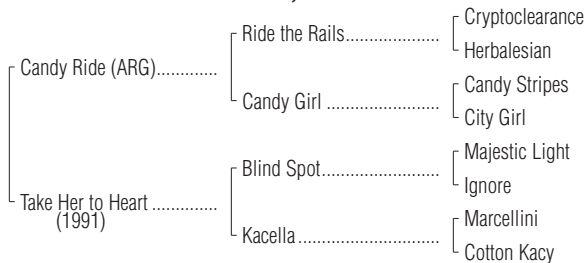 Cryptoclearance
Ride the Rails....................
Herbalesian
Candy Ride (ARG)............
Candy Stripes
Candy Girl ........................
City Girl
Majestic Light
Blind Spot.........................
Ignore
Take Her to Heart .............
(1991)
Marcellini
Kacella..............................
Cotton Kacy